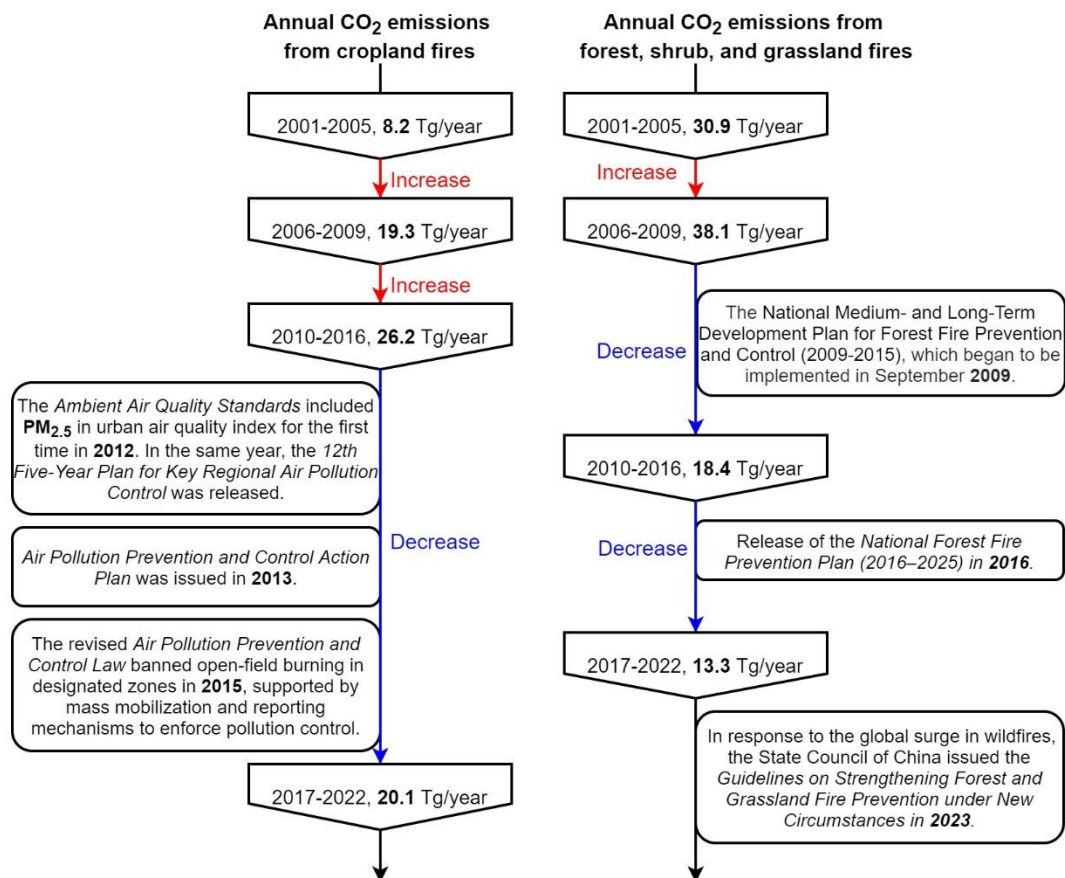 Annual CO2 emissions
from cropland fires
2001-2005, 8.2 Tg/year
Increase
2006-2009, 19.3 Tg/year
Increase
2010-2016, 26.2 Tg/year
The Ambient Air Quality Standards included
PM2.5 in urban air quality index for the first
time in 2012. In the same year, the 12th
Five-Year Plan for Key Regional Air Pollution
Control was released.
Decrease
Air Pollution Prevention and Control Action
Plan was issued in 2013.
The revised Air Pollution Prevention and
Control Law banned open-field burning in
designated zones in 2015, supported by
mass mobilization and reporting
mechanisms to enforce pollution control.
2017-2022, 20.1 Tg/year
Annual CO2 emissions from
forest, shrub, and grassland fires
2001-2005, 30.9 Tg/year
Increase
2006-2009, 38.1 Tg/year
Decrease
The National Medium- and Long-Term
Development Plan for Forest Fire Prevention
and Control (2009-2015), which began to be
implemented in September 2009.
2010-2016, 18.4 Tg/year
Decrease
Release of the National Forest Fire
Prevention Plan (2016–2025) in 2016.
2017-2022, 13.3 Tg/year
In response to the global surge in wildfires,
the State Council of China issued the
Guidelines on Strengthening Forest and
Grassland Fire Prevention under New
Circumstances in 2023.